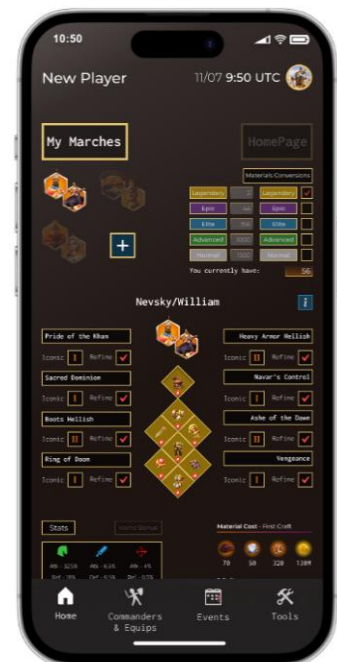 10:50
New Player
11/07 9:50 UTC
My Marches
HomePage
Materials Conversions
Legendary 2 Legendary
Epic Epic
Elite Elite
Advanced Advanced
Normal Normal
You currently have: 56
Nevsky/William
i
Pride of the Khan
Iconic I Refine
Heavy Armor Hellish
Iconic II Refine
Sacred Dominion
Iconic I Refine
Navar's Control
Iconic I Refine
Roots Hellish
Iconic II Refine
Ashe of the Dawn
Iconic II Refine
Ring of Doom
Iconic I Refine
Vengeance
Iconic I Refine
Stats
Material Cost - First Craft
70 50 320 120M
Home
Commanders
& Equips
Events
Tools